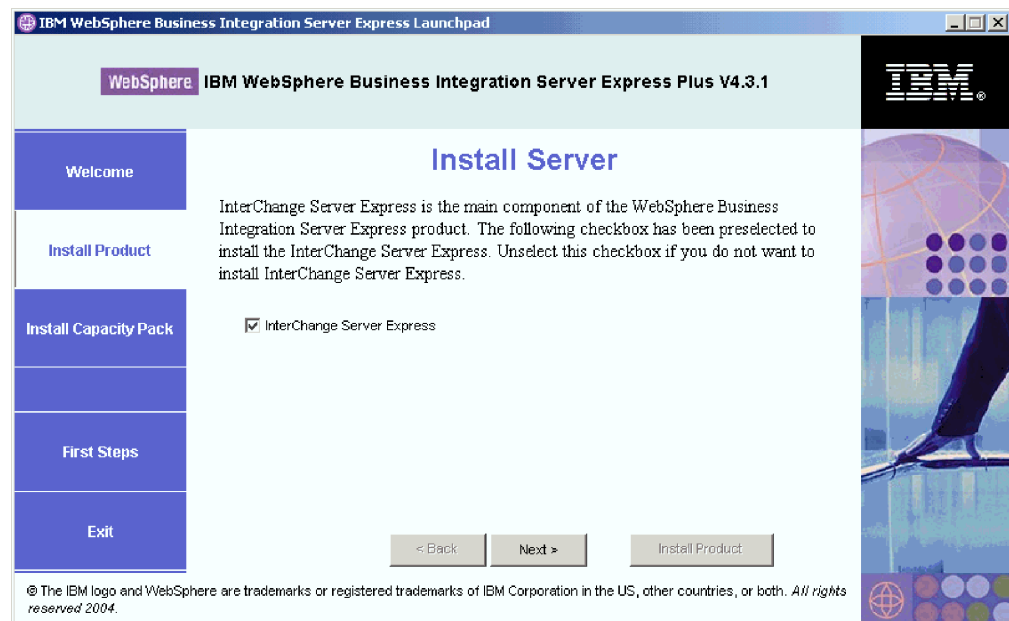 IBM WebSphere Business Integration Server Express Launchpad
WebSphere. IBM WebSphere Business Integration Server Express Plus V4.3.1
IBM®
Welcome
Install Product
Install Capacity Pack
First Steps
Exit
Install Server
InterChange Server Express is the main component of the WebSphere Business
Integration Server Express product. The following checkbox has been preselected to
install the InterChange Server Express. Unselect this checkbox if you do not want to
install InterChange Server Express.
InterChange Server Express
< Back
Next >
Install Product
© The IBM logo and WebSphere are trademarks or registered trademarks of IBM Corporation in the US, other countries, or both. All rights
reserved 2004.